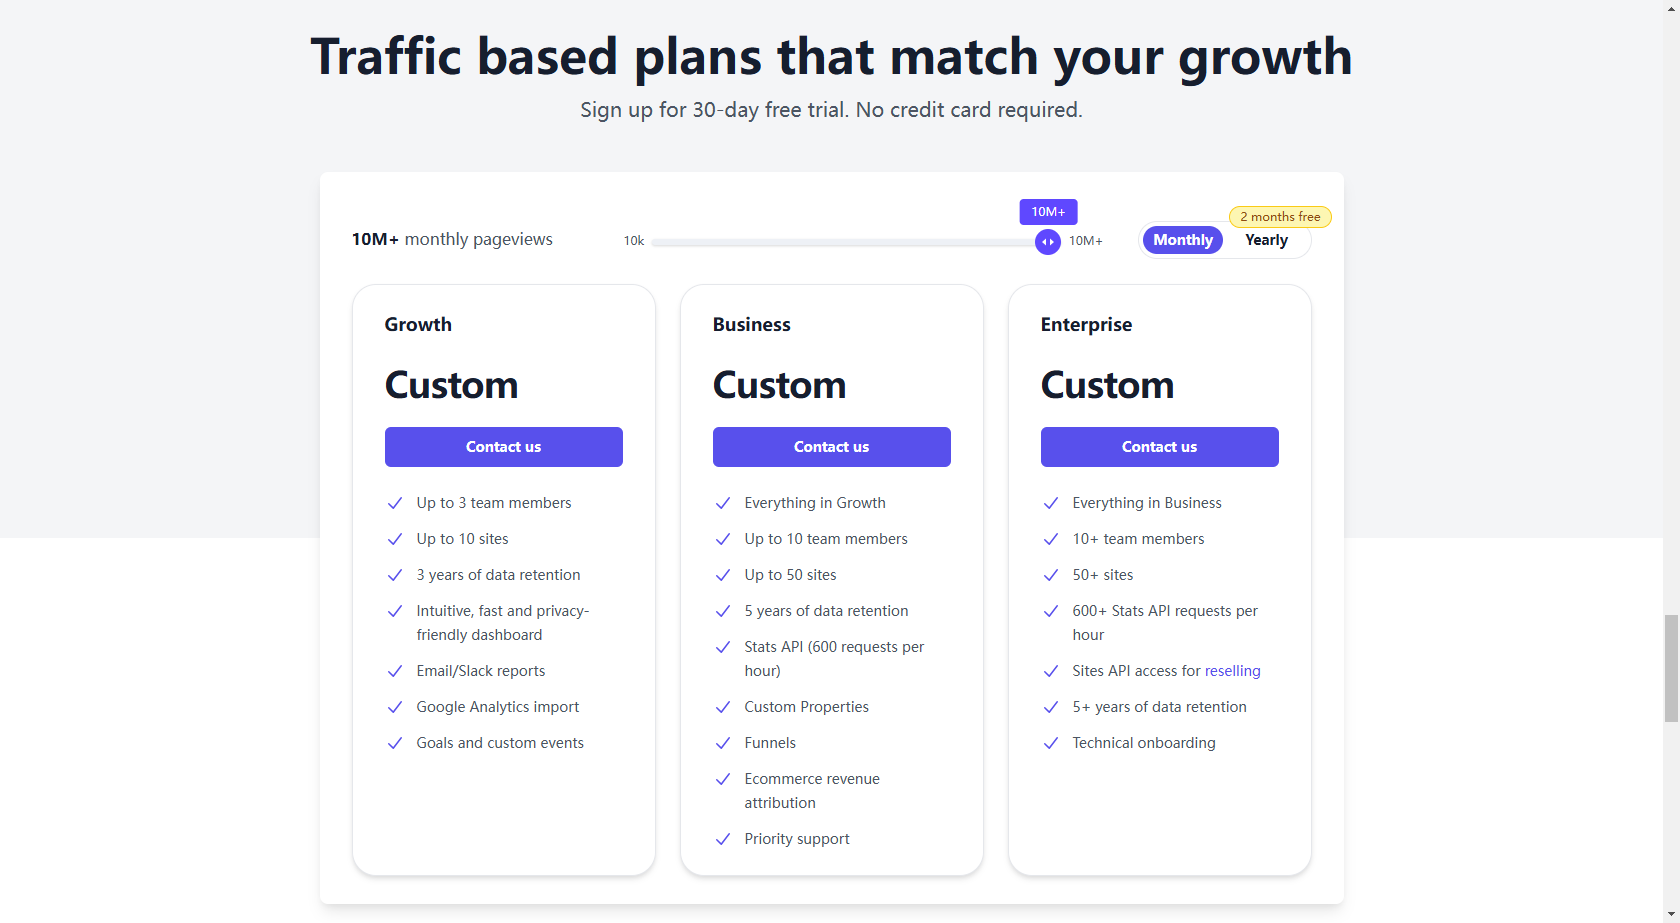 Traffic based plans that match your growth
Sign up for 30-day free trial. No credit card required.
10M+
2 months free
10M+ monthly pageviews
10k
10M+
Monthly
Yearly
Growth
Custom
Contact us
Up to 3 team members
Up to 10 sites
3 years of data retention
Intuitive, fast and privacy-
friendly dashboard
Email/Slack reports
Google Analytics import
Goals and custom events
Business
Custom
Contact us
Everything in Growth
Up to 10 team members
Up to 50 sites
5 years of data retention
Stats API (600 requests per
hour)
Custom Properties
Funnels
Ecommerce revenue
attribution
Priority support
Enterprise
Custom
Contact us
Everything in Business
10+ team members
50+ sites
600+ Stats API requests per
hour
Sites API access for reselling
5+ years of data retention
Technical onboarding